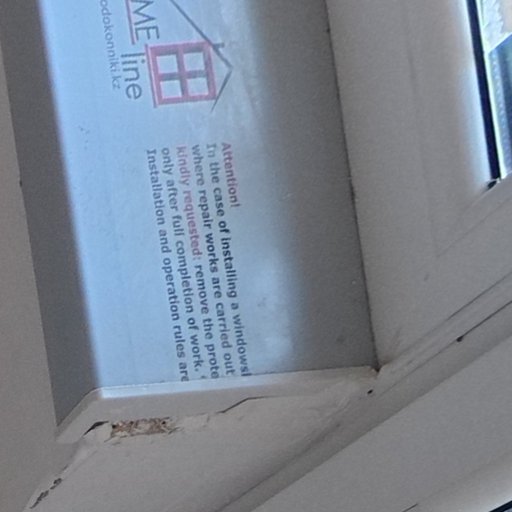 ME
line
odokonniki.kz
Attention!
In the case of installing a windowsl
where repair works are carried out
kindly requested: remove the prote
only after full completion of work.
Installation and operation rules are